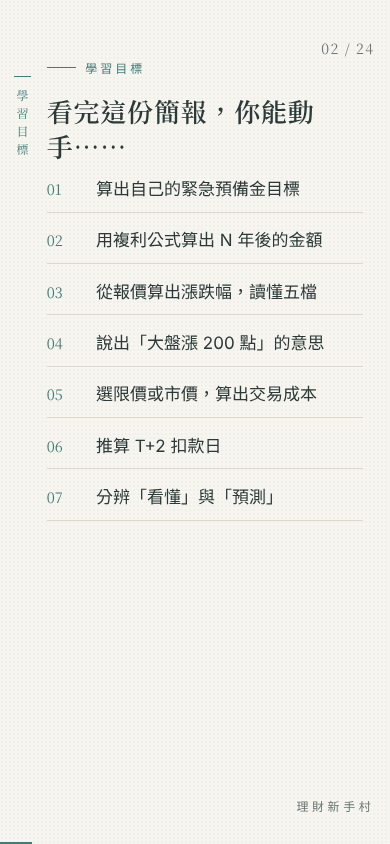 02 / 24
學習目標
學習目標
看完這份簡報，你能動
手⋯⋯
01 算出自己的緊急預備金目標
02 用複利公式算出 N 年後的金額
03 從報價算出漲跌幅，讀懂五檔
04 說出「大盤漲 200 點」的意思
05 選限價或市價，算出交易成本
06 推算 T+2 扣款日
07 分辨「看懂」與「預測」
理財新手村